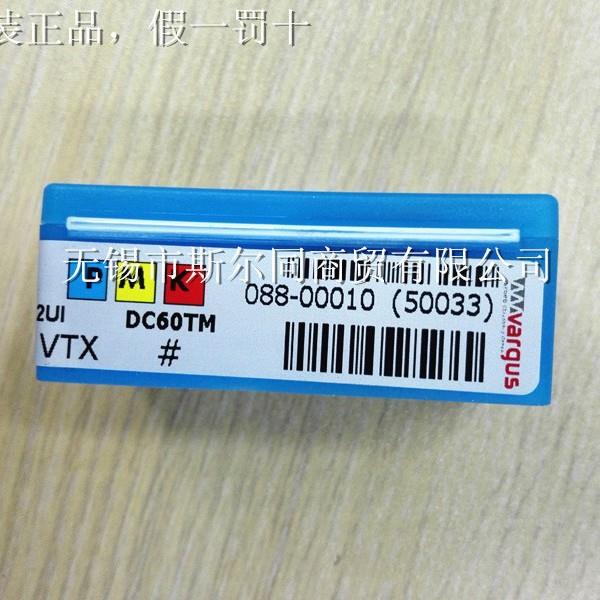 装正品，假一罚十
无锡市斯尔同商贸有限公司
P M K
088-00010 (50033)
2UI
DC60TM
VTX #
vargus